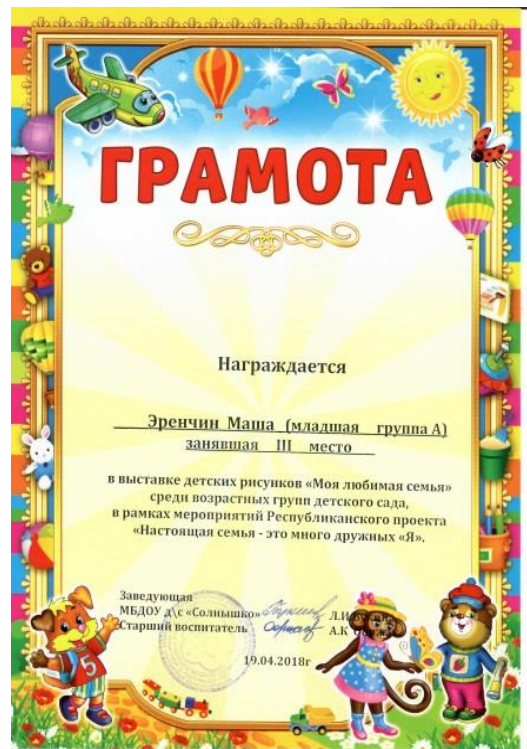 ГРАМОТА
Награждается
Эренчин Маша (младшая группа А)
занявшая III место
в выставке детских рисунков «Моя любимая семья»
среди возрастных групп детского сада,
в рамках мероприятий Республиканского проекта
«Настоящая семья - это много дружных «Я».
Заведующая
МБДОУ д\с «Солнышко»
Старший воспитатель А.К
19.04.2018г
5